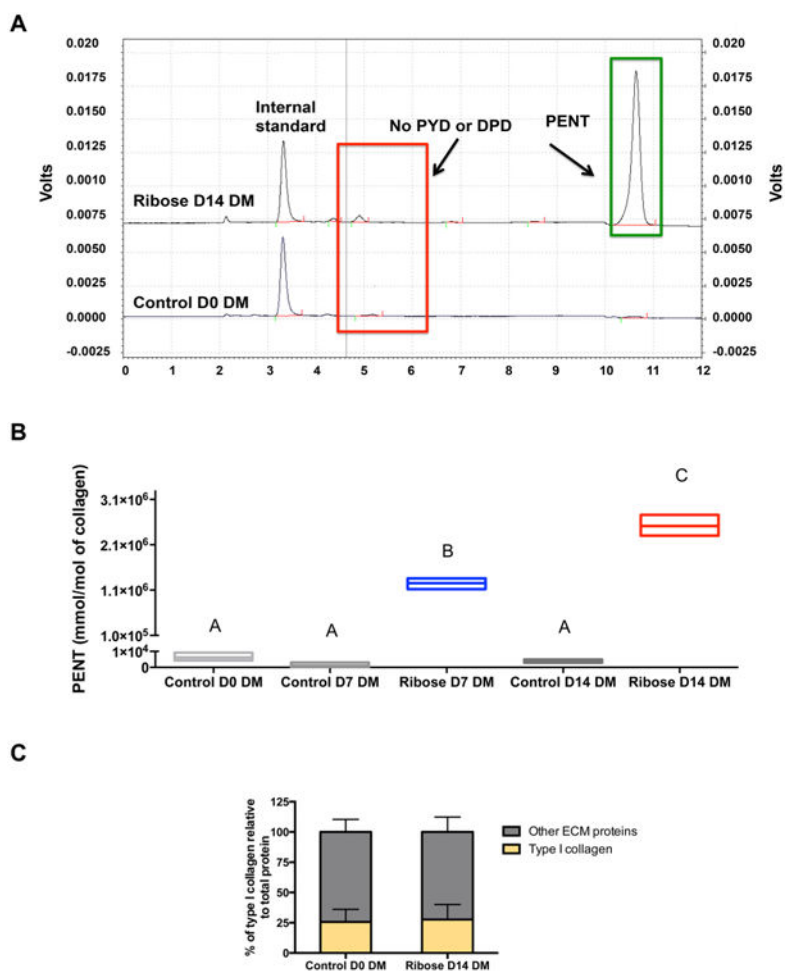 A
0.020
0.0175
0.015
0.0125
0.0010
0.0075
0.0050
0.0025
0.0000
-0.0025
Volts
Internal
standard
No PYD or DPD
PENT
Ribose D14 DM
Control D0 DM
0.020
0.0175
0.0150
0.0125
0.0010
0.0075
0.0050
0.0025
0.0000
-0.0025
Volts
0 1 2 3 4 5 6 7 8 9 10 11 12
B
PENT (mmol/mol of collagen)
3.1×10⁶
2.1×10⁶
1.1×10⁶
1.0×10⁵
1×10⁴
0
A
A
B
A
C
Control D0 DM Control D7 DM Ribose D7 DM Control D14 DM Ribose D14 DM
C
% of type I collagen relative
to total protein
125
100
75
50
25
0
Control D0 DM Ribose D14 DM
Other ECM proteins
Type I collagen